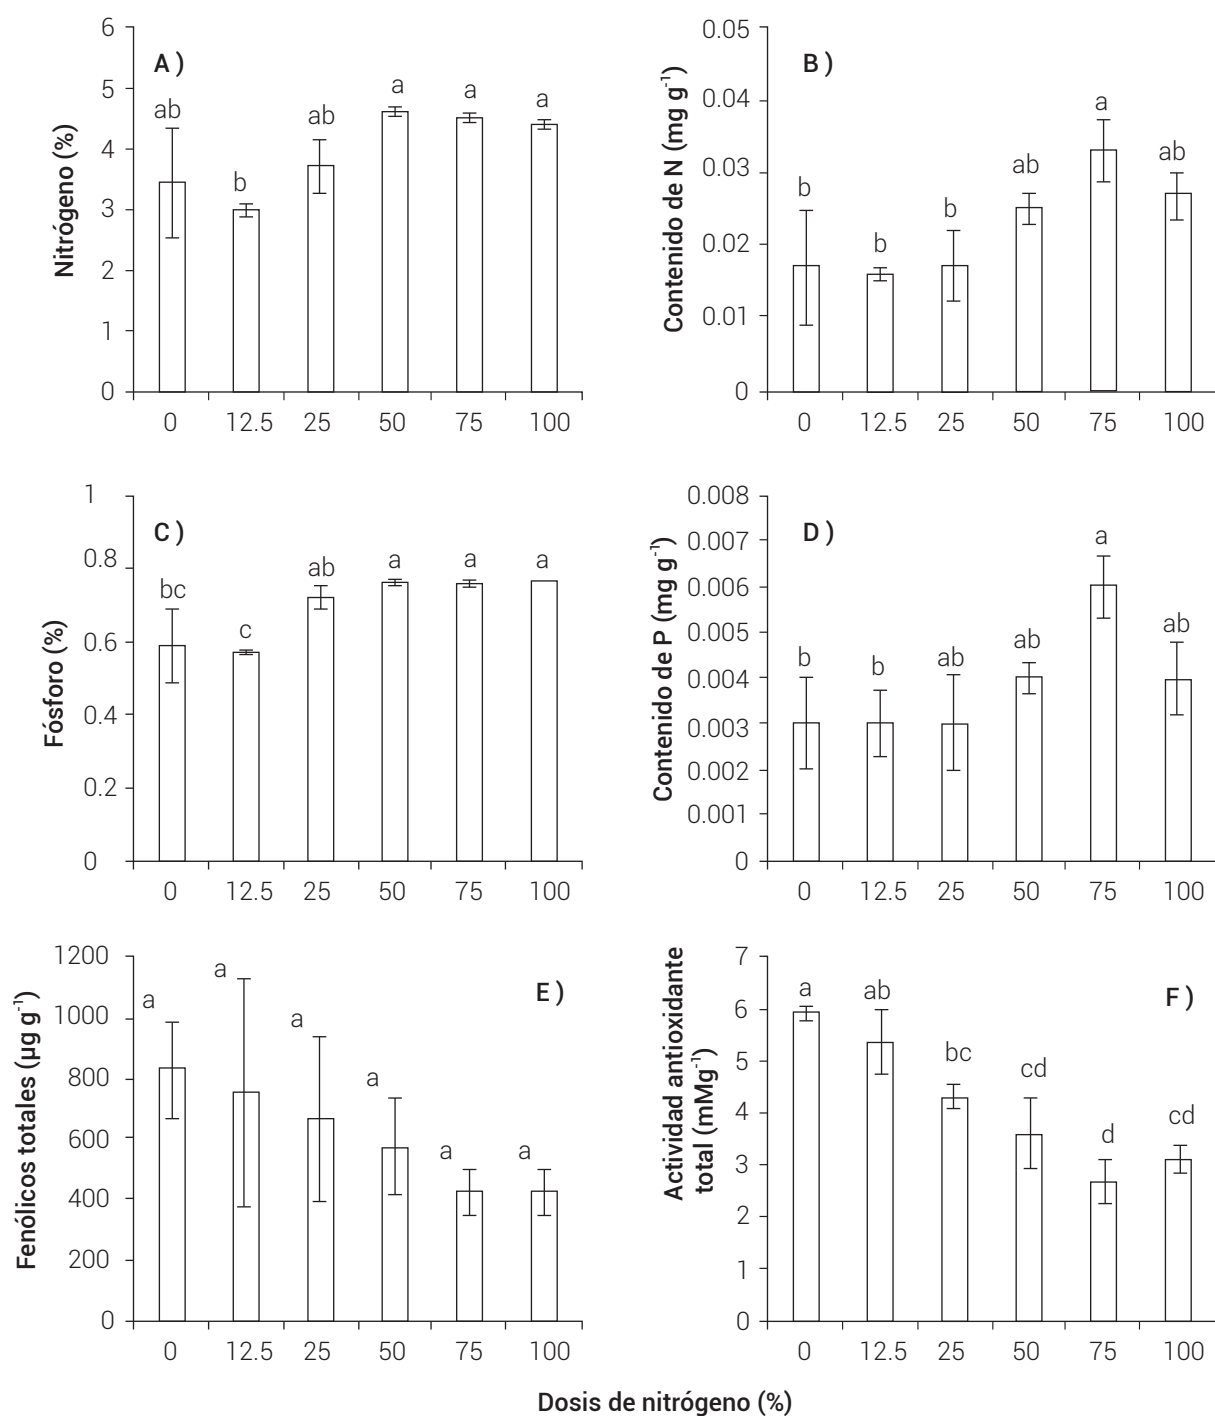 A )
Nitrógeno (%)
6
5
4
3
2
1
0
ab
b
ab
a
a
a
0 12.5 25 50 75 100
B )
Contenido de N (mg g-1)
0.05
0.04
0.03
0.02
0.01
0
b
b
b
ab
a
ab
0 12.5 25 50 75 100
C )
Fósforo (%)
1
0.8
0.6
0.4
0.2
0
bc
c
ab
a
a
a
0 12.5 25 50 75 100
D )
Contenido de P (mg g-1)
0.008
0.007
0.006
0.005
0.004
0.003
0.002
0.001
0
b
b
ab
ab
a
ab
0 12.5 25 50 75 100
E )
Fenólicos totales (µg g-1)
1200
1000
800
600
400
200
0
a
a
a
a
a
a
0 12.5 25 50 75 100
F )
Actividad antioxidante
total (mMg-1)
7
6
5
4
3
2
1
0
a
ab
bc
cd
d
cd
0 12.5 25 50 75 100
Dosis de nitrógeno (%)